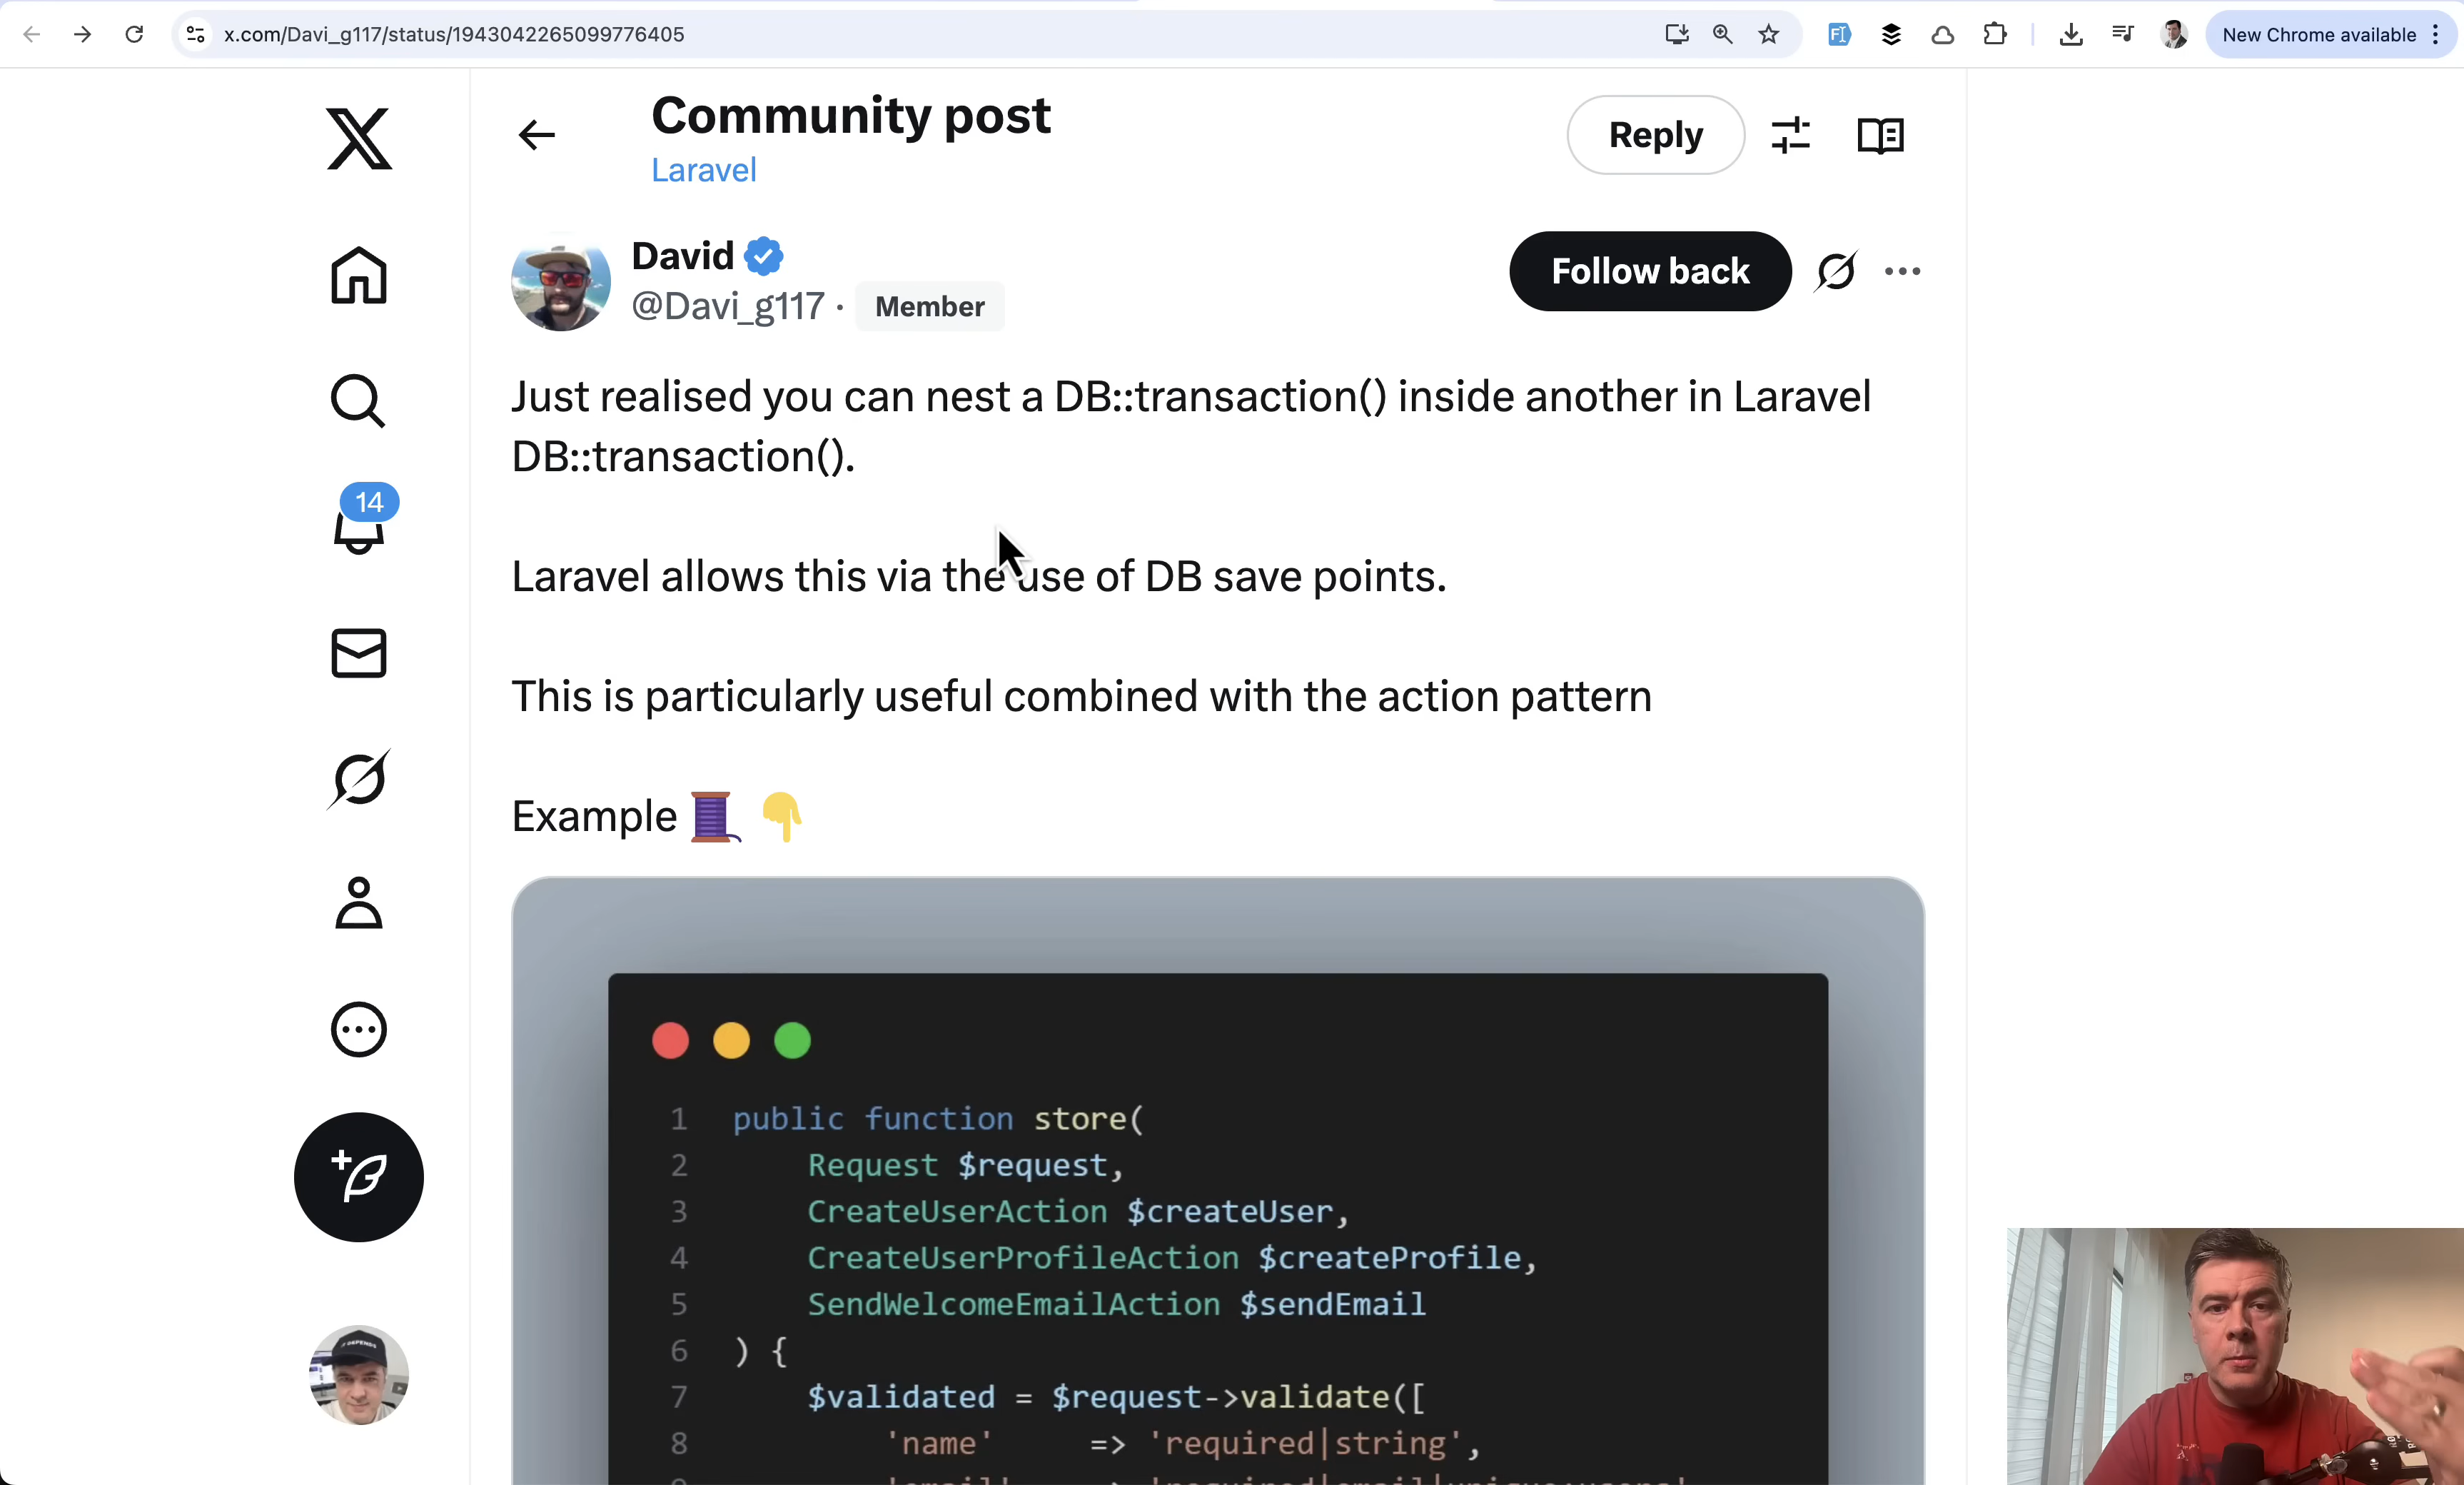 x.com/Davi_g117/status/1943042265099776405
New Chrome available
Community post
Laravel
Reply
David
@Davi_g117 · Member
Follow back
14
Just realised you can nest a DB::transaction() inside another in Laravel
DB::transaction().
Laravel allows this via the use of DB save points.
This is particularly useful combined with the action pattern
Example 🧵 👇
1 public function store(
2 Request $request,
3 CreateUserAction $createUser,
4 CreateUserProfileAction $createProfile,
5 SendWelcomeEmailAction $sendEmail
6 ) {
7 $validated = $request->validate([
8 'name' => 'required|string',